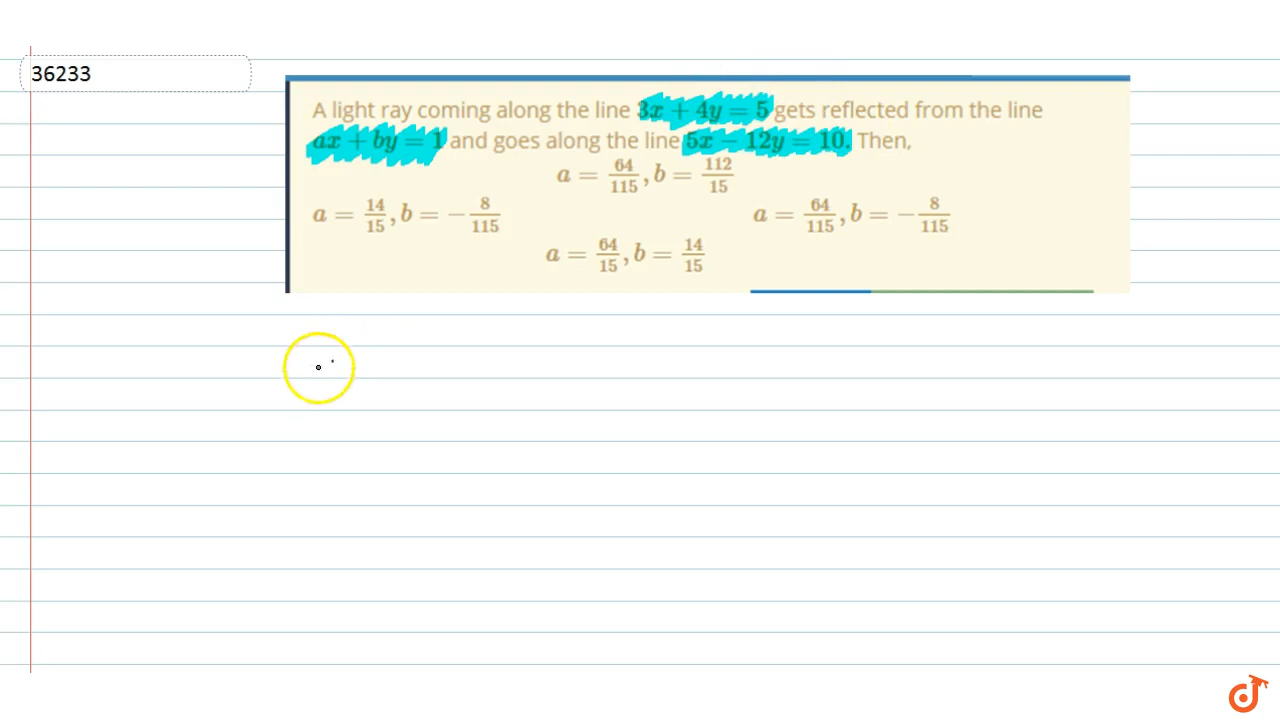 36233
A light ray coming along the line 3x + 4y = 5 gets reflected from the line
ax + by = 1 and goes along the line 5x − 12y = 10. Then,
a = 64/115, b = 112/15
a = 14/15, b = −8/115
a = 64/115, b = −8/115
a = 64/15, b = 14/15